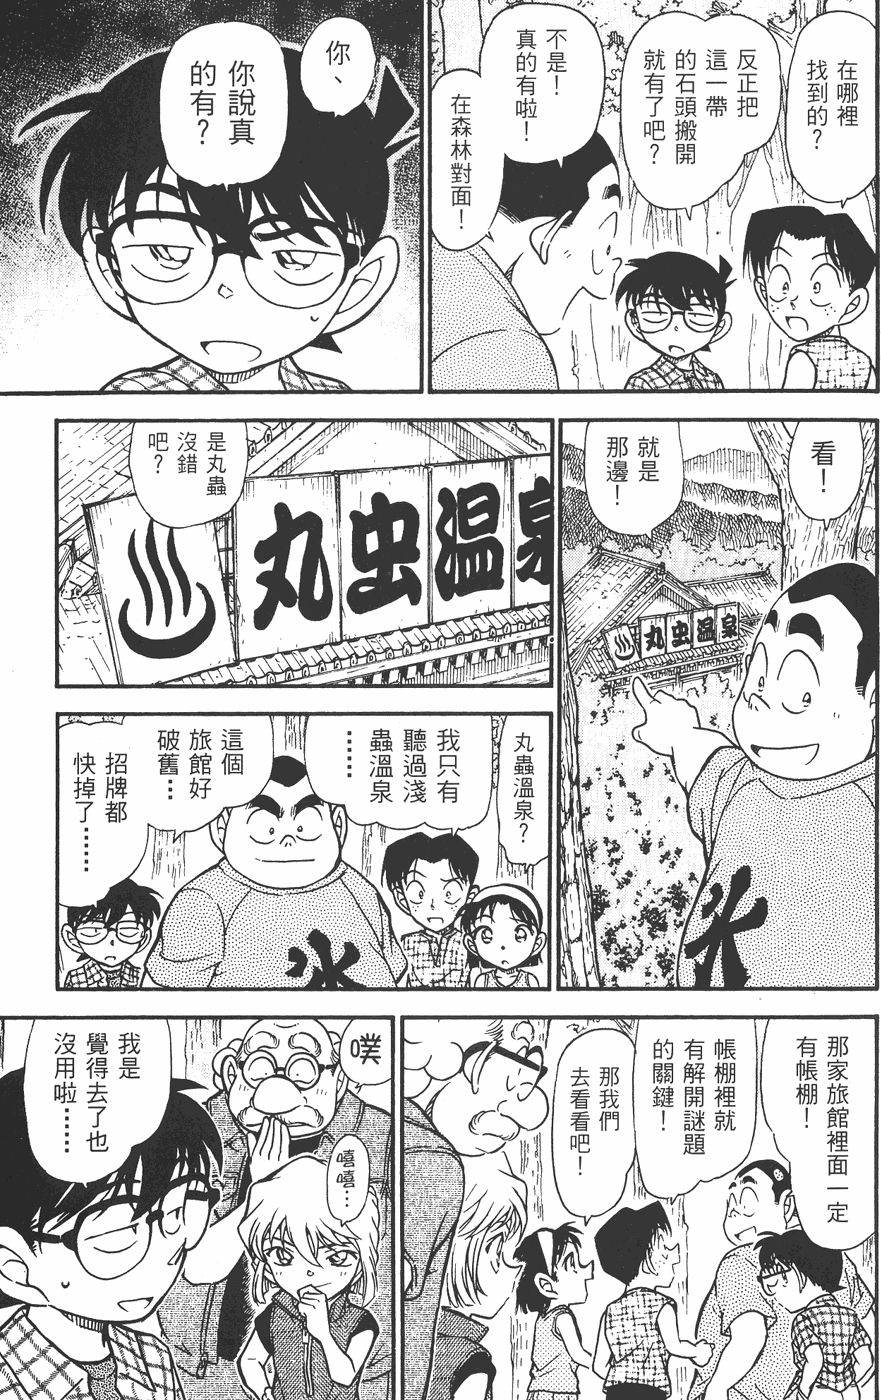 在哪裡
找到的？
反正把
這一帶
的石頭搬開
就有了吧？
不是！
真的有啦！
在森林對面！
你、
你說真
的有？
看！
就是
那邊！
丸虫温泉
氷
是丸蟲
沒錯
吧？
丸虫温泉
丸蟲溫泉？
我只有
聽過淺
蟲溫泉
……
這個
旅館好
破舊…
招牌都
快掉了……
氷
那家旅館裡面一定
有帳棚！
帳棚裡就
有解開謎題
的關鍵！
那我們
去看看吧！
噗
嘻嘻…
我是
覺得去了也
沒用啦……